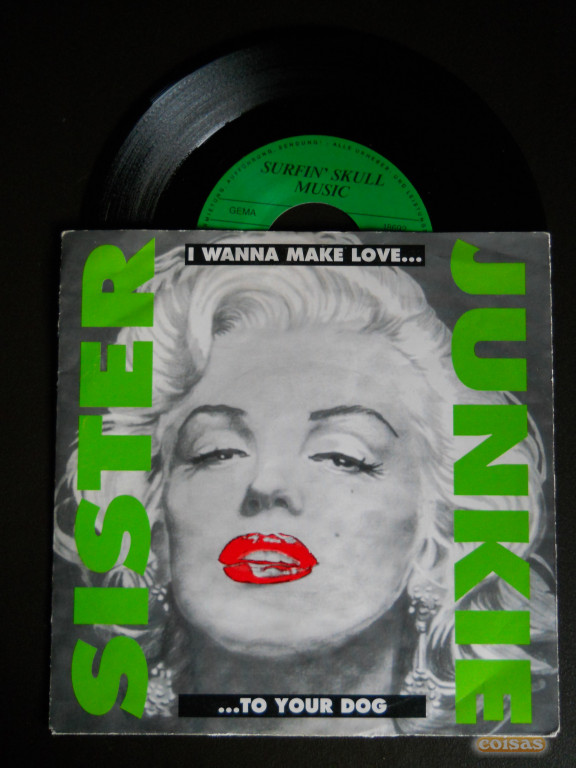 SURFIN' SKULL
MUSIC
GEMA
I WANNA MAKE LOVE...
SISTER
JUNKIE
...TO YOUR DOG
coisas